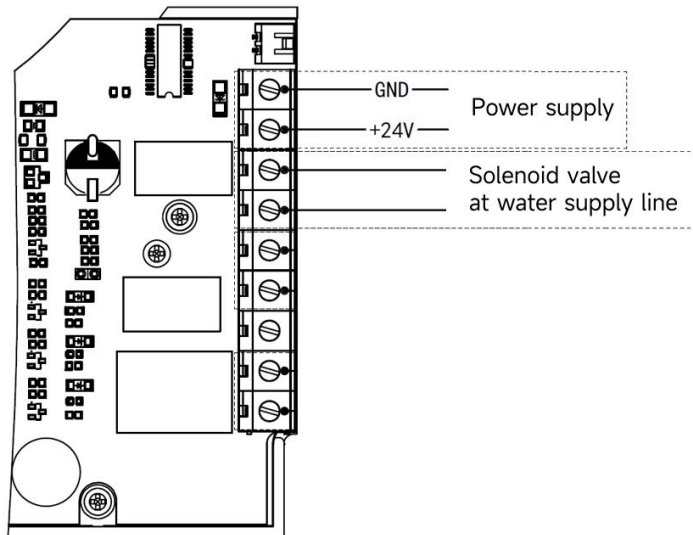 GND
+24V
Power supply
Solenoid valve
at water supply line